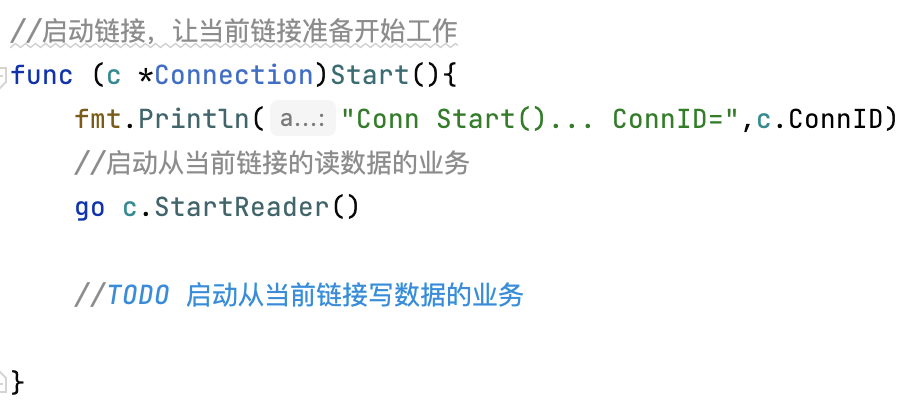 //启动链接，让当前链接准备开始工作
func (c *Connection)Start(){
fmt.Println( a...: "Conn Start()... ConnID=",c.ConnID)
//启动从当前链接的读数据的业务
go c.StartReader()
//TODO 启动从当前链接写数据的业务
}